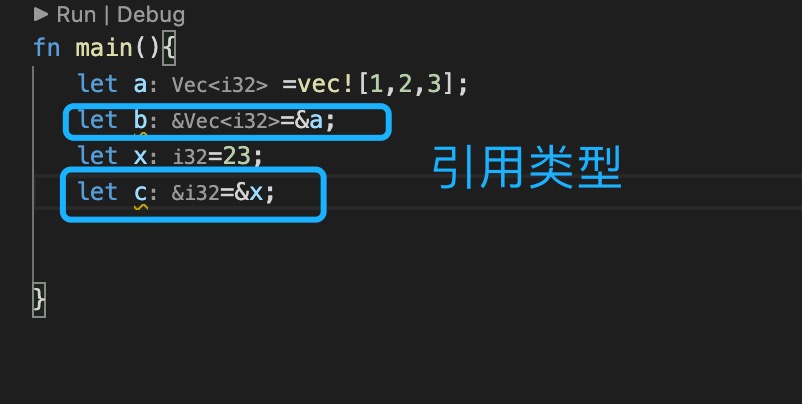 ▶ Run | Debug
fn main(){
let a: Vec<i32> =vec![1,2,3];
let b: &Vec<i32>=&a;
let x: i32=23;
引用类型
let c: &i32=&x;
}